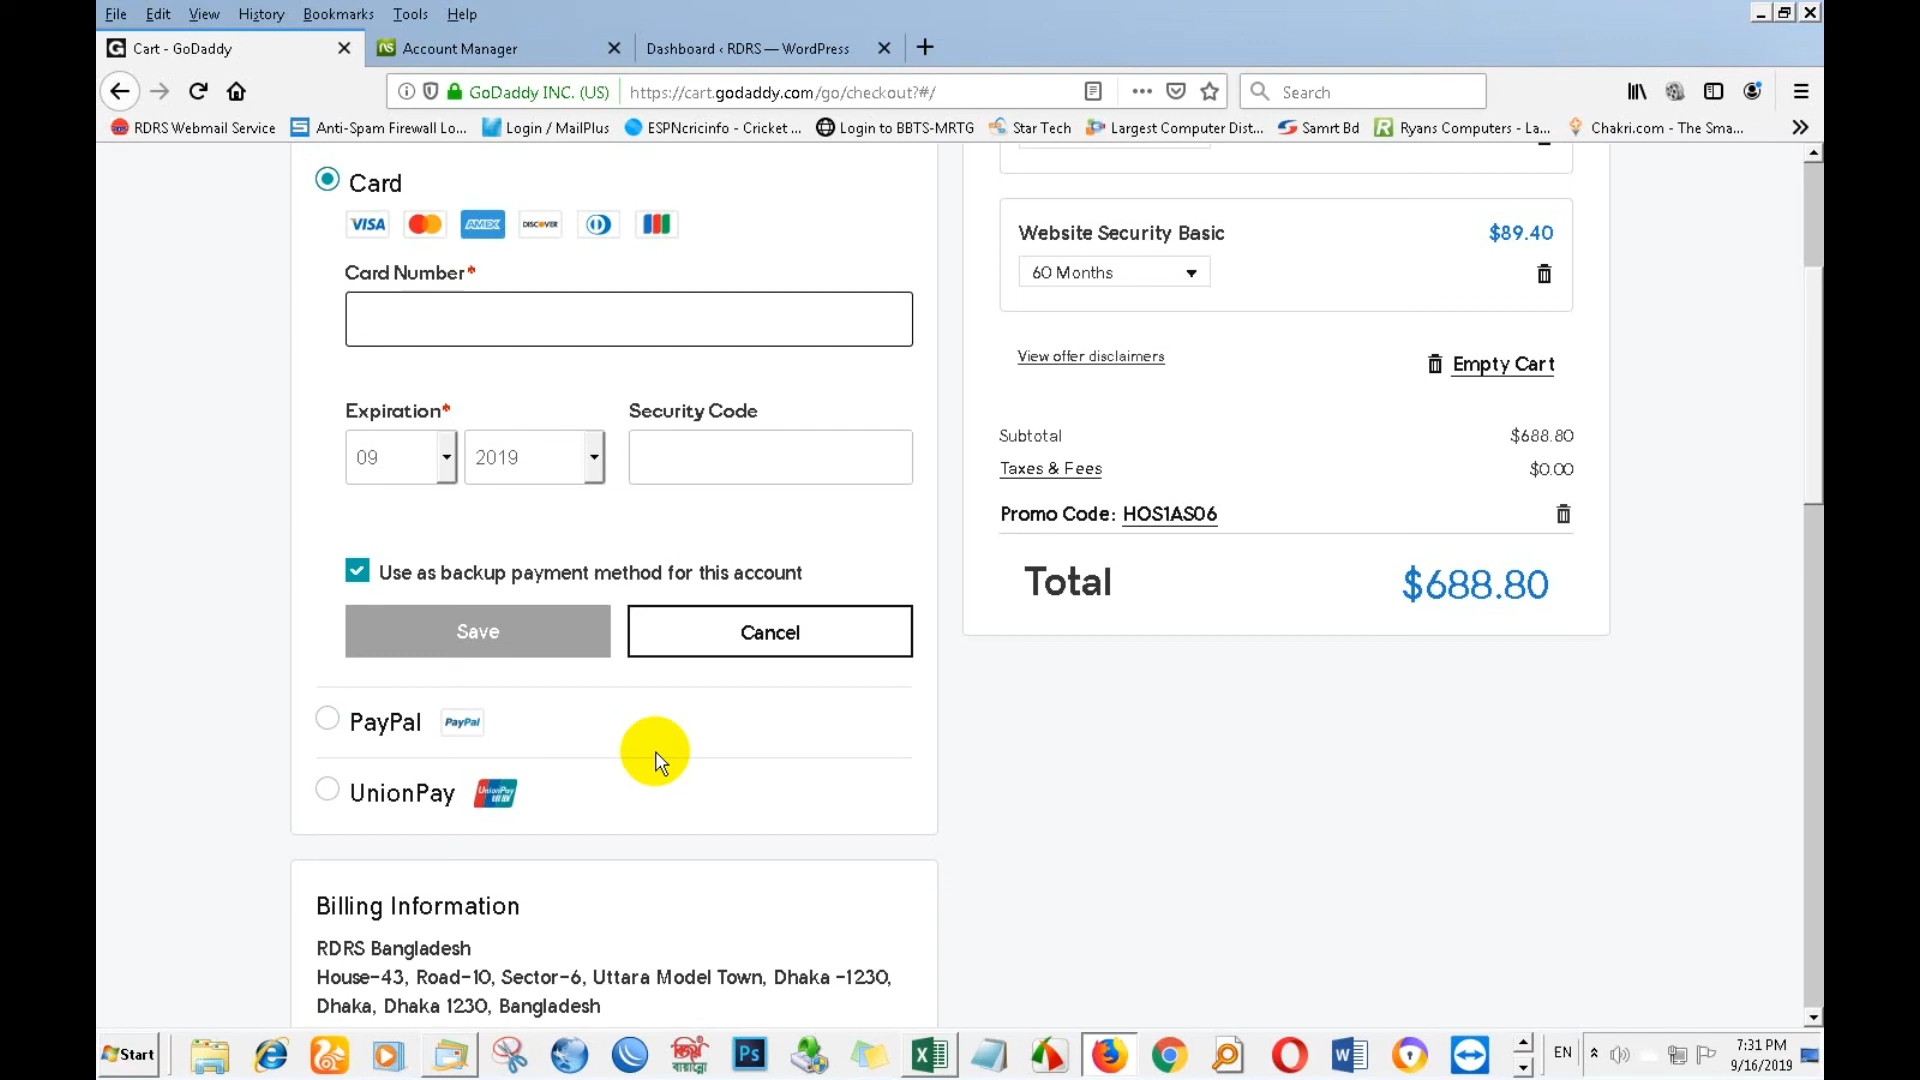 File Edit View History Bookmarks Tools Help
Cart - GoDaddy
Account Manager
Dashboard ‹ RDRS — WordPress
GoDaddy INC. (US) https://cart.godaddy.com/go/checkout?#/
Search
RDRS Webmail Service
Anti-Spam Firewall Lo...
Login / MailPlus
ESPNcricinfo - Cricket ...
Login to BBTS-MRTG
Star Tech
Largest Computer Dist...
Samrt Bd
Ryans Computers - La...
Chakri.com - The Sma...
Card
VISA AMEX DISCOVER
Card Number*
Expiration* Security Code
09 2019
Use as backup payment method for this account
Save Cancel
PayPal PayPal
UnionPay UnionPay
Billing Information
RDRS Bangladesh
House-43, Road-10, Sector-6, Uttara Model Town, Dhaka -1230,
Dhaka, Dhaka 1230, Bangladesh
Website Security Basic $89.40
60 Months
View offer disclaimers
Empty Cart
Subtotal $688.80
Taxes & Fees $0.00
Promo Code: HOS1AS06
Total $688.80
Start
Ps
EN
7:31 PM
9/16/2019